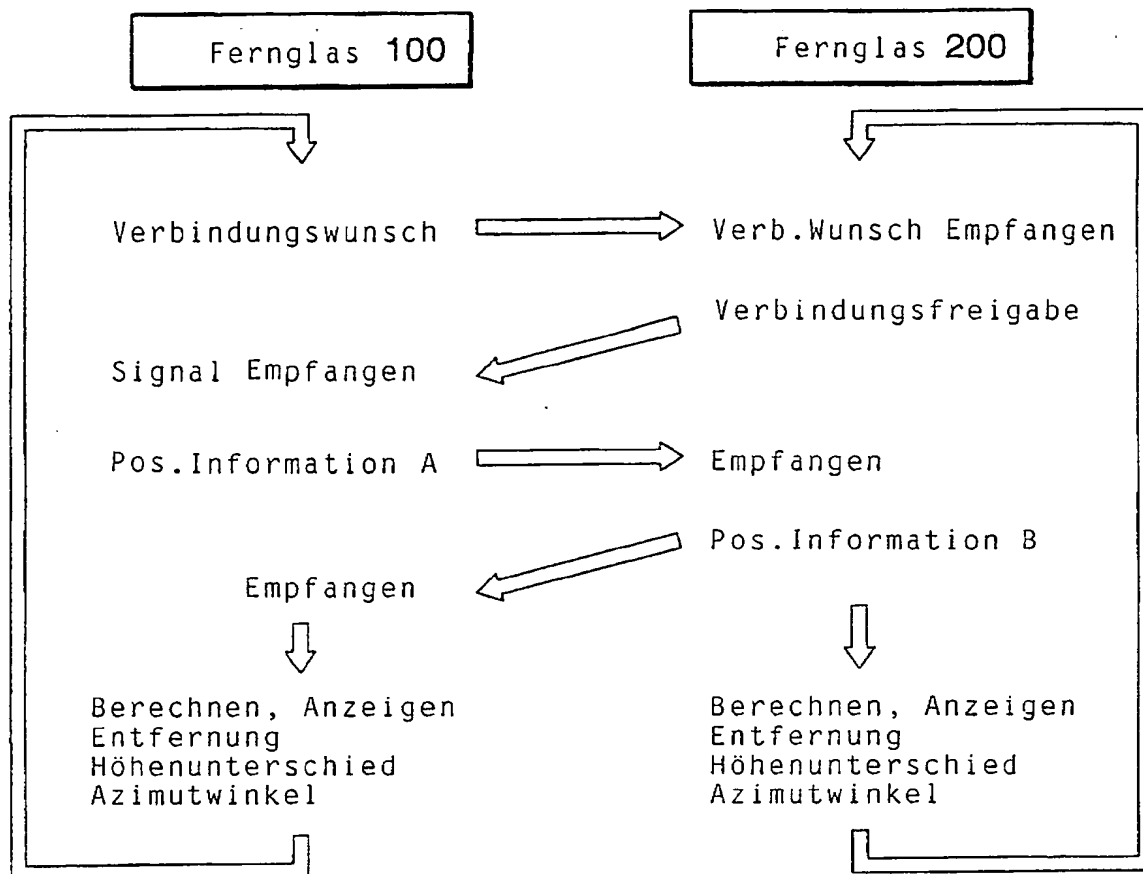 Fernglas 100
Fernglas 200
Verbindungswunsch
Verb.Wunsch Empfangen
Verbindungsfreigabe
Signal Empfangen
Pos.Information A
Empfangen
Pos.Information B
Empfangen
Berechnen, Anzeigen
Entfernung
Höhenunterschied
Azimutwinkel
Berechnen, Anzeigen
Entfernung
Höhenunterschied
Azimutwinkel